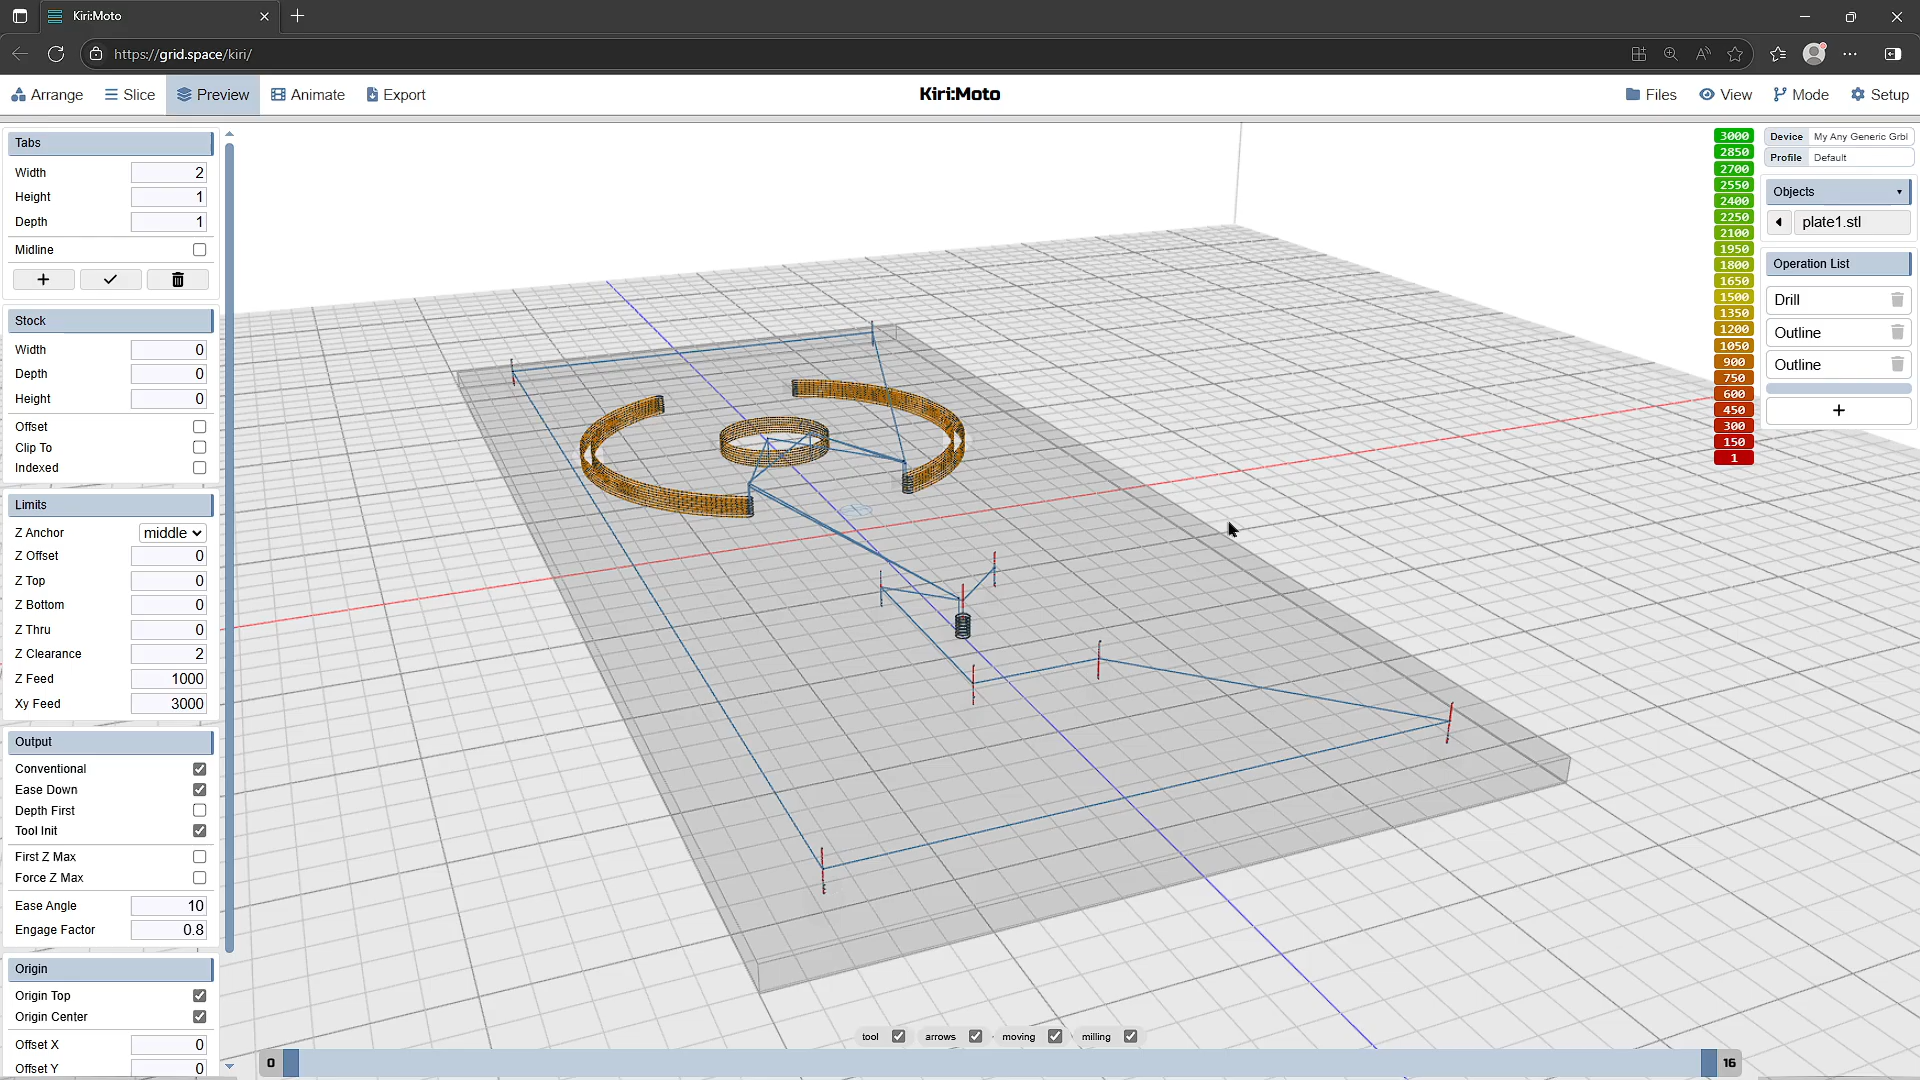 Kiri:Moto
https://grid.space/kiri/
Arrange Slice Preview Animate Export
Kiri:Moto
Files View Mode Setup
Tabs
Width 2
Height 1
Depth 1
Midline
Stock
Width 0
Depth 0
Height 0
Offset
Clip To
Indexed
Limits
Z Anchor middle
Z Offset 0
Z Top 0
Z Bottom 0
Z Thru 0
Z Clearance 2
Z Feed 1000
Xy Feed 3000
Output
Conventional
Ease Down
Depth First
Tool Init
First Z Max
Force Z Max
Ease Angle 10
Engage Factor 0.8
Origin
Origin Top
Origin Center
Offset X 0
Offset Y 0
tool arrows moving milling
0 16
3000
2850
2700
2550
2400
2250
2100
1950
1800
1650
1500
1350
1200
1050
900
750
600
450
300
150
1
Device My Any Generic Grbl
Profile Default
Objects
plate1.stl
Operation List
Drill
Outline
Outline